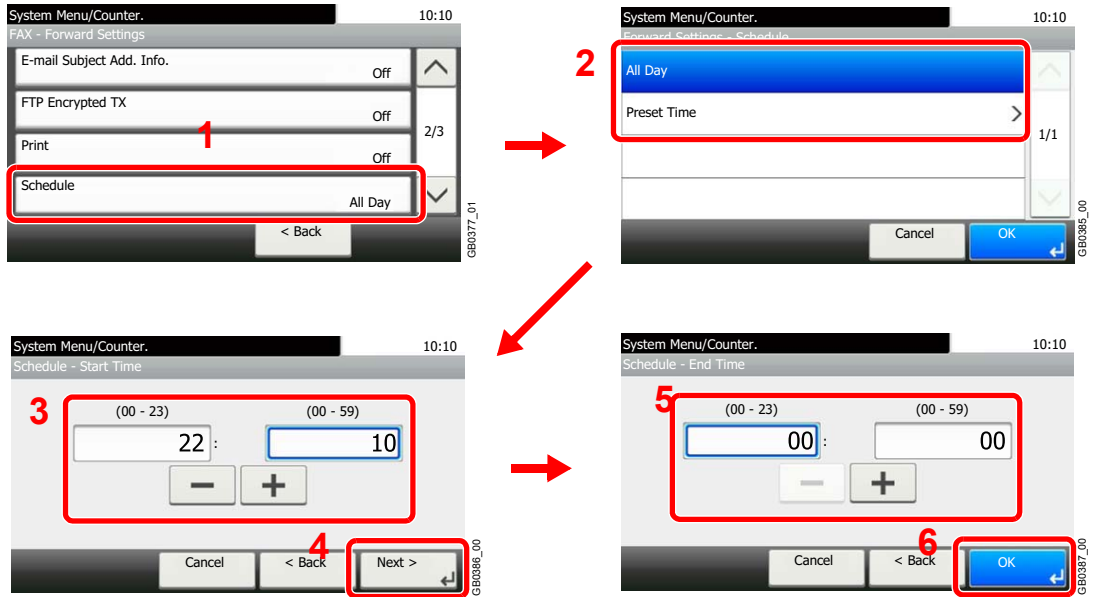 System Menu/Counter. 10:10
FAX - Forward Settings
E-mail Subject Add. Info.
Off
FTP Encrypted TX
Off
2/3
1
Print
Off
Schedule
All Day
< Back
GB0377_01
System Menu/Counter. 10:10
Forward Settings - Schedule
2
All Day
Preset Time >
1/1
Cancel OK
GB0385_00
System Menu/Counter. 10:10
Schedule - Start Time
3
(00 - 23) (00 - 59)
22 : 10
− +
4
Cancel < Back Next >
GB0386_00
System Menu/Counter. 10:10
Schedule - End Time
5
(00 - 23) (00 - 59)
00 : 00
− +
6
Cancel < Back OK
GB0387_00